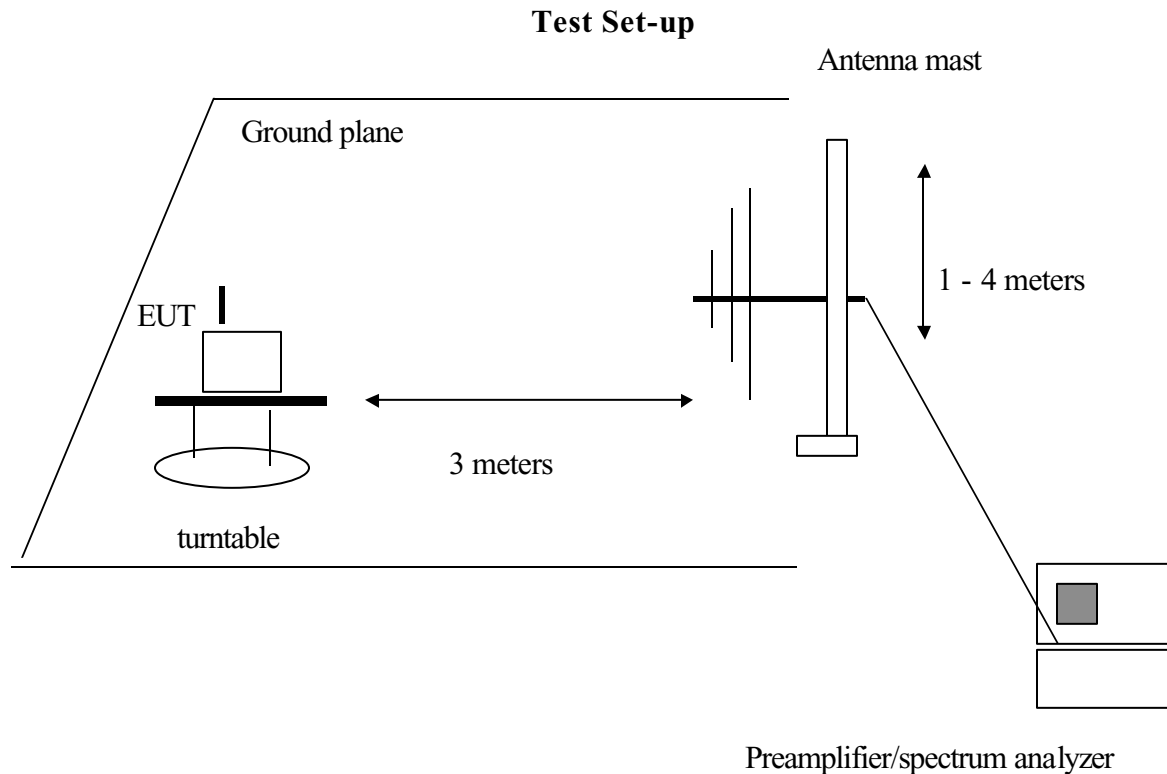 Test Set-up
Antenna mast
Ground plane
1 - 4 meters
EUT
3 meters
turntable
Preamplifier/spectrum analyzer